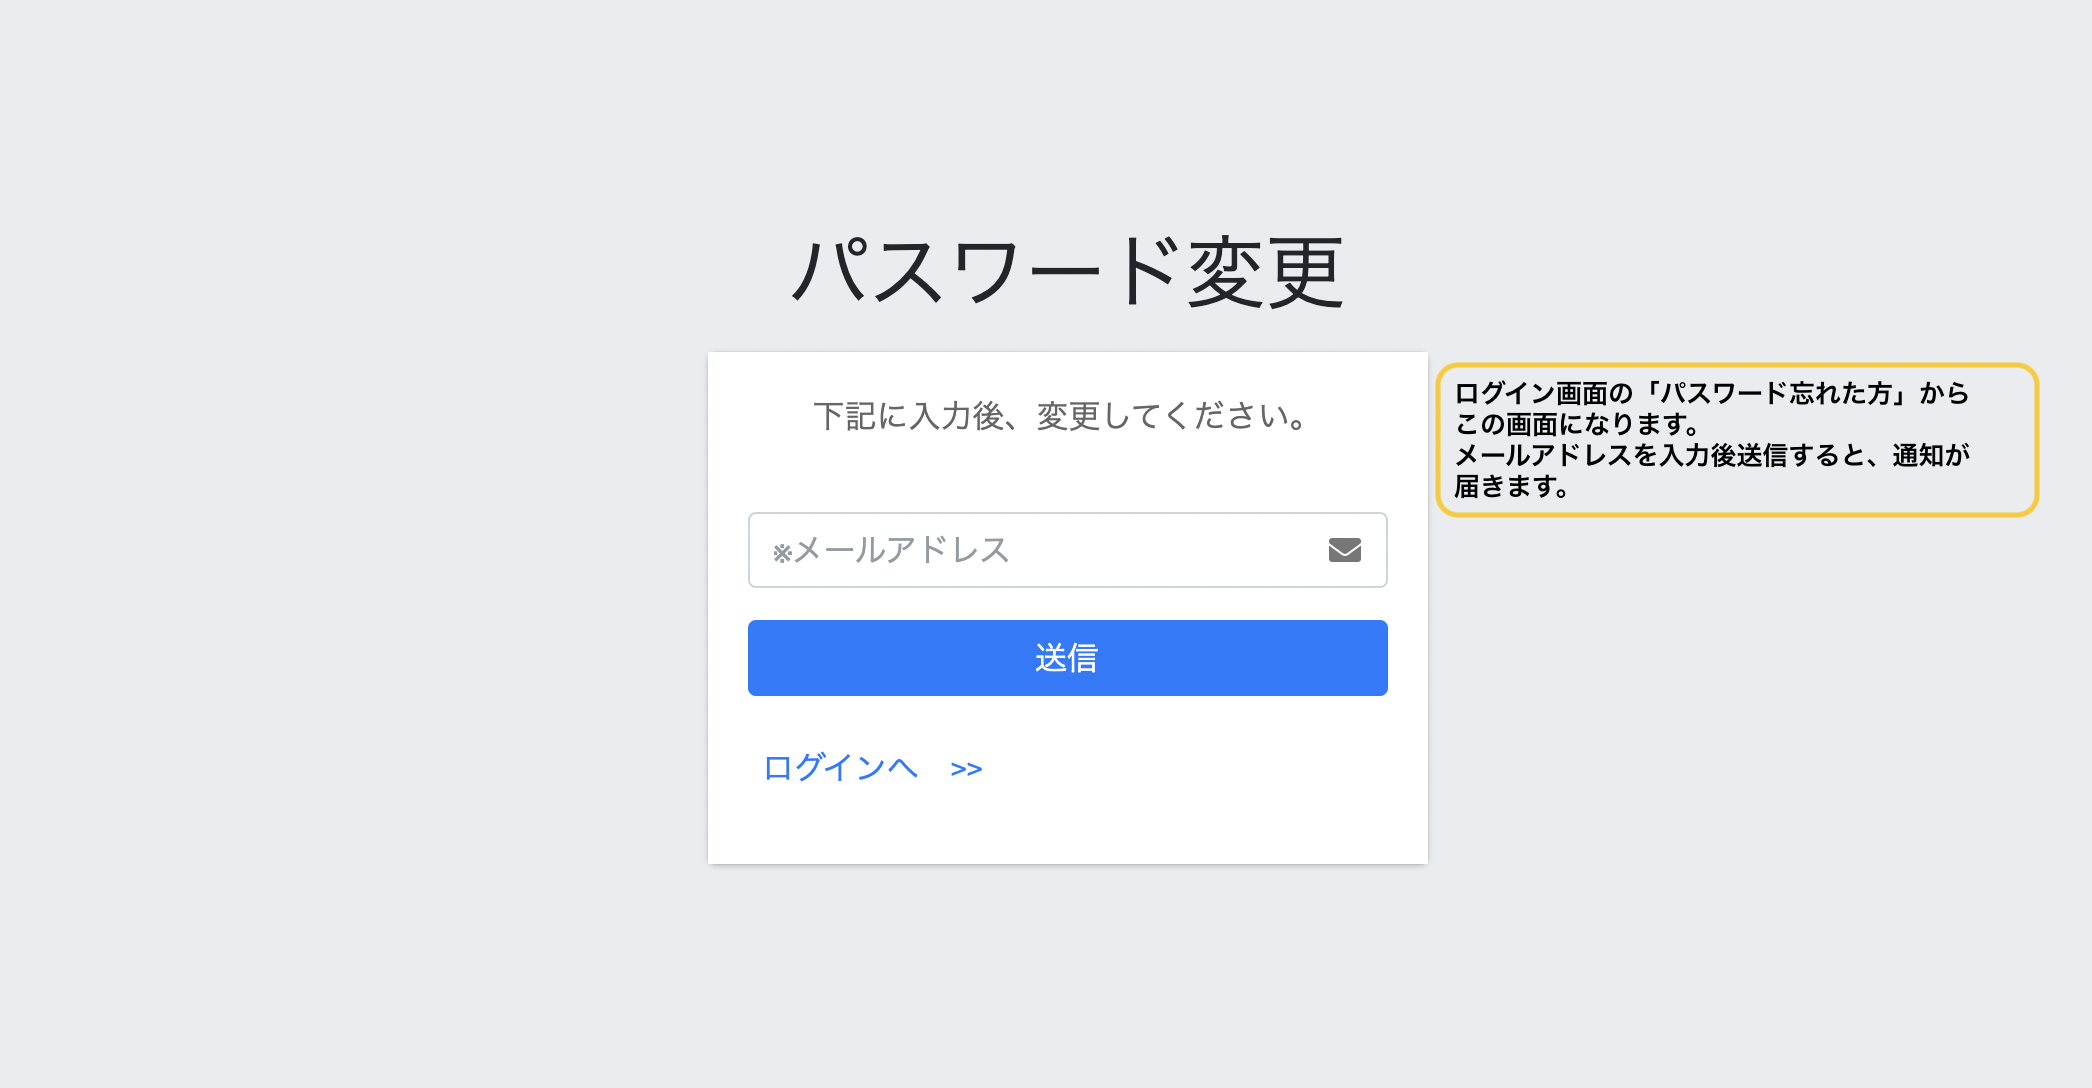 パスワード変更
下記に入力後、変更してください。
※メールアドレス
送信
ログインへ　>>
ログイン画面の「パスワード忘れた方」から
この画面になります。
メールアドレスを入力後送信すると、通知が
届きます。